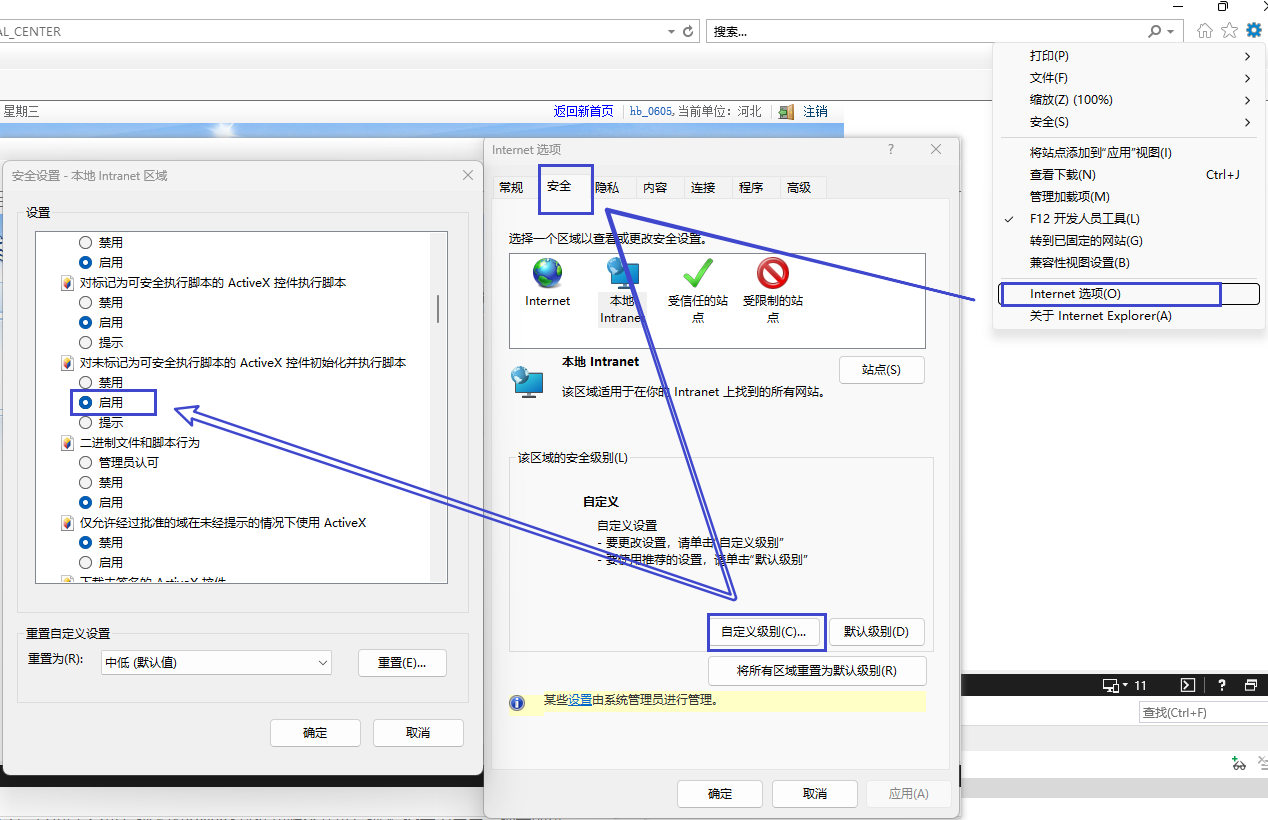 AL_CENTER
搜索...
打印(P)
文件(F)
缩放(Z) (100%)
安全(S)
将站点添加到“应用”视图(I)
查看下载(N) Ctrl+J
管理加载项(M)
F12 开发人员工具(L)
转到已固定的网站(G)
兼容性视图设置(B)
Internet 选项(O)
关于 Internet Explorer(A)
星期三
返回新首页 hb_0605, 当前单位：河北 注销
Internet 选项
常规 安全 隐私 内容 连接 程序 高级
选择一个区域以查看或更改安全设置。
Internet
本地 Intranet
受信任的站点
受限制的站点
本地 Intranet
站点(S)
该区域适用于在你的 Intranet 上找到的所有网站。
该区域的安全级别(L)
自定义
自定义设置
- 要更改设置，请单击“自定义级别”
- 要使用推荐的设置，请单击“默认级别”
自定义级别(C)... 默认级别(D)
将所有区域重置为默认级别(R)
某些设置由系统管理员进行管理。
确定 取消 应用(A)
安全设置 - 本地 Intranet 区域
设置
禁用
启用
对标记为可安全执行脚本的 ActiveX 控件执行脚本
禁用
启用
提示
对未标记为可安全执行脚本的 ActiveX 控件初始化并执行脚本
禁用
启用
提示
二进制文件和脚本行为
管理员认可
禁用
启用
仅允许经过批准的域在未经提示的情况下使用 ActiveX
禁用
启用
下载未签名的 ActiveX 控件
重置自定义设置
重置为(R): 中低 (默认值) 重置(E)...
确定 取消
11
查找(Ctrl+F)